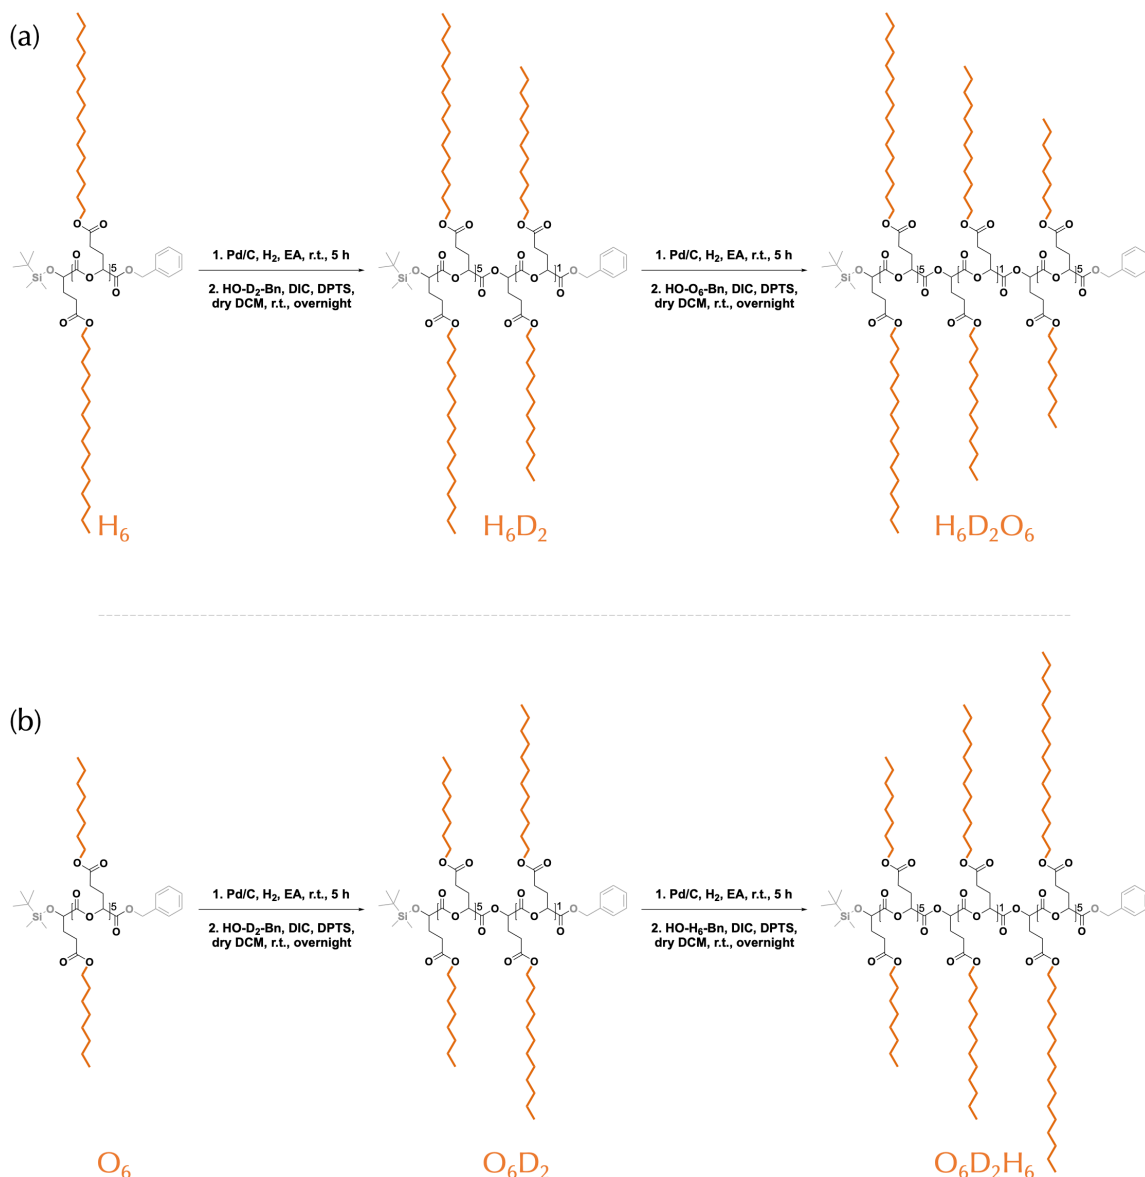 (a)
1. Pd/C, H₂, EA, r.t., 5 h
2. HO-D₂-Bn, DIC, DPTS,
dry DCM, r.t., overnight
1. Pd/C, H₂, EA, r.t., 5 h
2. HO-O₆-Bn, DIC, DPTS,
dry DCM, r.t., overnight
H₆
H₆D₂
H₆D₂O₆
(b)
1. Pd/C, H₂, EA, r.t., 5 h
2. HO-D₂-Bn, DIC, DPTS,
dry DCM, r.t., overnight
1. Pd/C, H₂, EA, r.t., 5 h
2. HO-H₆-Bn, DIC, DPTS,
dry DCM, r.t., overnight
O₆
O₆D₂
O₆D₂H₆